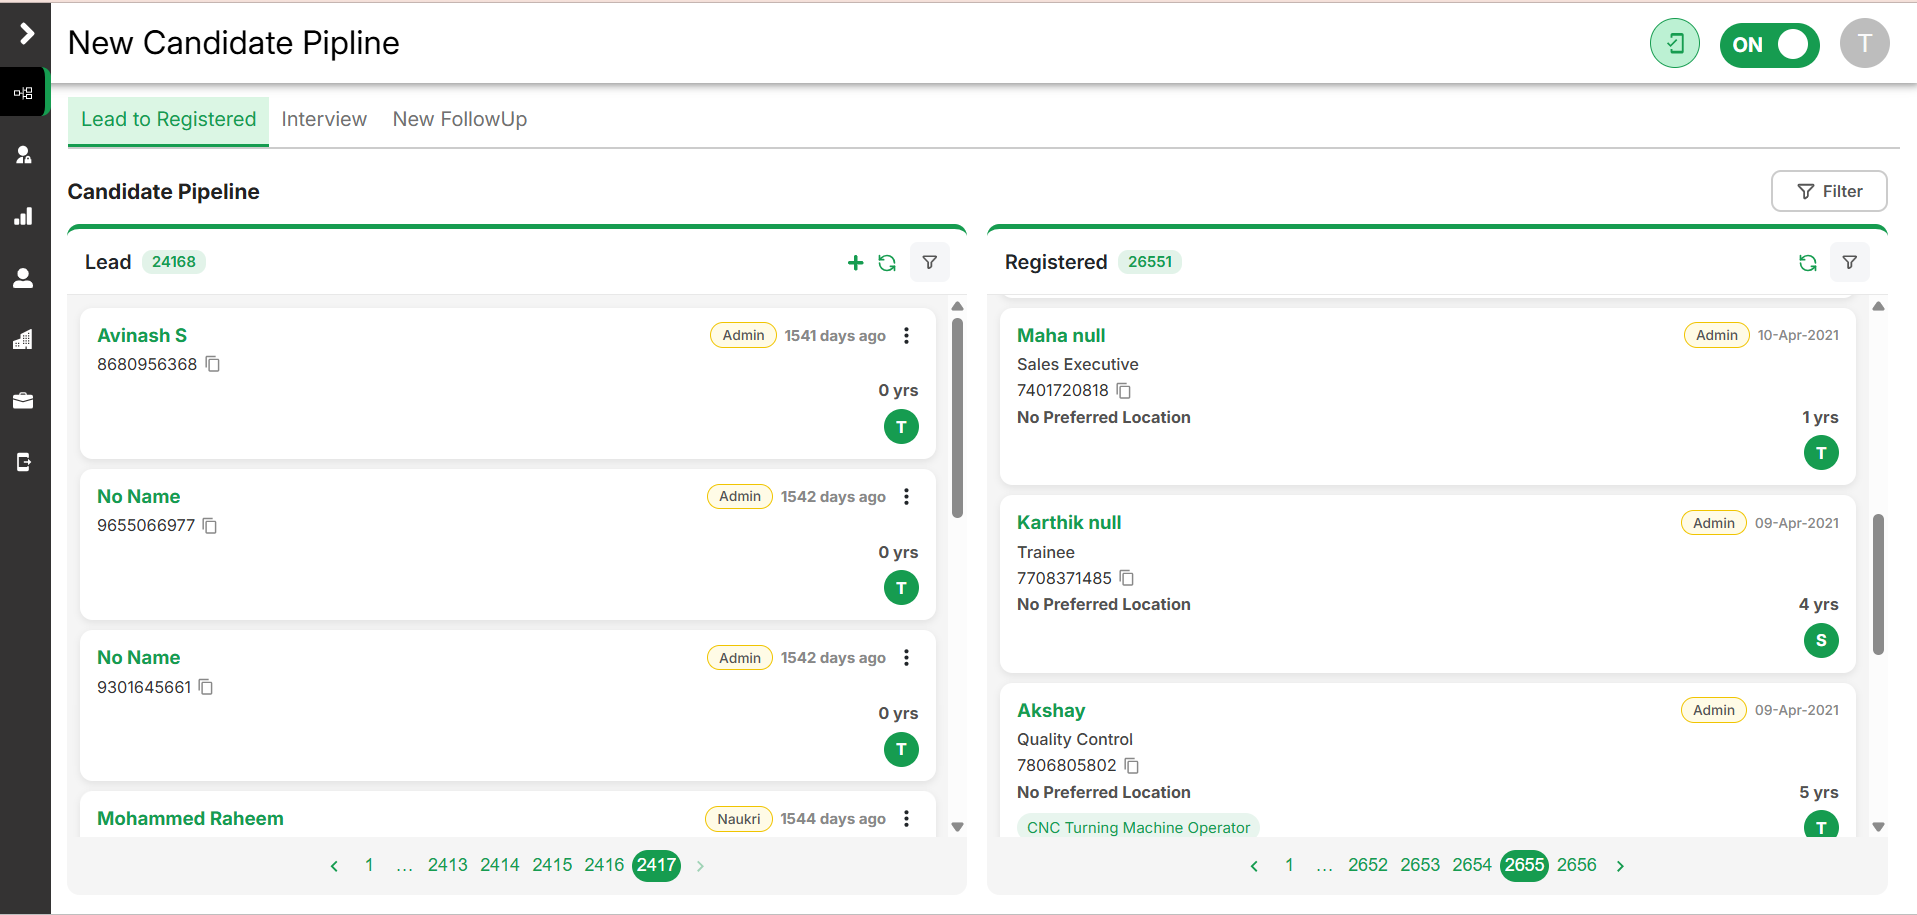 New Candidate Pipline
ON
T
Lead to Registered Interview New FollowUp
Candidate Pipeline
Filter
Lead 24168
Avinash S Admin 1541 days ago
8680956368
0 yrs
T
No Name Admin 1542 days ago
9655066977
0 yrs
T
No Name Admin 1542 days ago
9301645661
0 yrs
T
Mohammed Raheem Naukri 1544 days ago
1 ... 2413 2414 2415 2416 2417
Registered 26551
Maha null Admin 10-Apr-2021
Sales Executive
7401720818
No Preferred Location 1 yrs
T
Karthik null Admin 09-Apr-2021
Trainee
7708371485
No Preferred Location 4 yrs
S
Akshay Admin 09-Apr-2021
Quality Control
7806805802
No Preferred Location 5 yrs
CNC Turning Machine Operator T
1 ... 2652 2653 2654 2655 2656